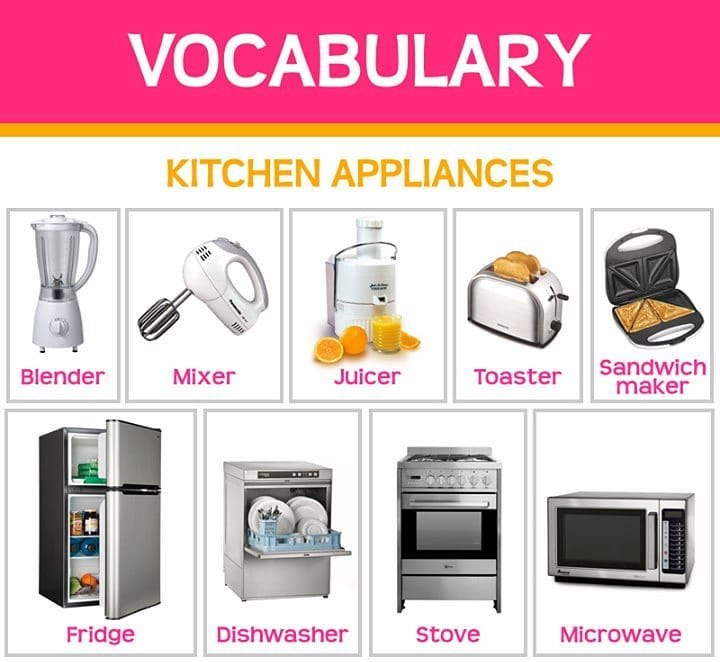 VOCABULARY
KITCHEN APPLIANCES
Blender
Mixer
Juicer
Toaster
Sandwich
maker
Fridge
Dishwasher
Stove
Microwave